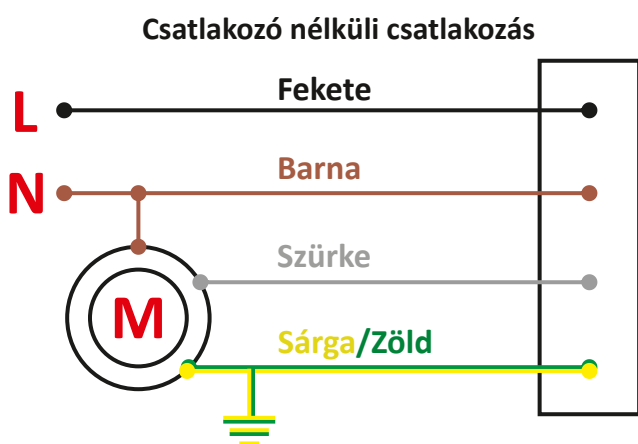 Csatlakozó nélküli csatlakozás
L
Fekete
N
Barna
Szürke
M
Sárga/Zöld